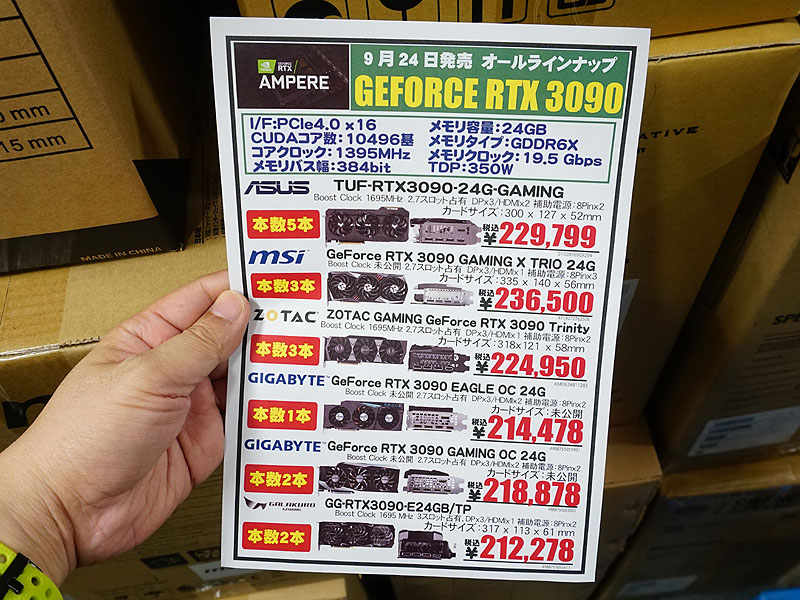 9月24日発売 オールラインナップ
GEFORCE RTX
RTX
AMPERE
GEFORCE RTX 3090
I/F:PCIe4.0 x16
CUDAコア数:10496基
コアクロック:1395MHz
メモリバス幅:384bit
メモリ容量:24GB
メモリタイプ:GDDR6X
メモリクロック:19.5 Gbps
TDP:350W
ASUS TUF-RTX3090-24G-GAMING
Boost Clock 1695MHz 2.7スロット占有 DPx3/HDMIx2 補助電源:8Pinx2
カードサイズ:300 x 127 x 52mm
本数5本
税込 ¥229,799
msi GeForce RTX 3090 GAMING X TRIO 24G
Boost Clock 未公開 2.7スロット占有 DPx3/HDMIx1 補助電源:8Pinx3
カードサイズ:335 x 140 x 56mm
本数3本
税込 ¥236,500
ZOTAC ZOTAC GAMING GeForce RTX 3090 Trinity
Boost Clock 1695MHz 2.7スロット占有 DPx3/HDMIx1 補助電源:8Pinx2
カードサイズ:318x121 x 58mm
本数3本
税込 ¥224,950
4580624811283
GIGABYTE GeForce RTX 3090 EAGLE OC 24G
Boost Clock 未公開 2.7スロット占有 DPx3/HDMIx2 補助電源:8Pinx2
カードサイズ:未公開
本数1本
税込 ¥214,478
GIGABYTE GeForce RTX 3090 GAMING OC 24G
Boost Clock 未公開 2.7スロット占有 DPx3/HDMIx2 補助電源:8Pinx2
カードサイズ:未公開
本数2本
税込 ¥218,878
GALAKURO GAMING GG-RTX3090-E24GB/TP
Boost Clock 1695 MHz 3スロット占有, DPx3/HDMIx1 補助電源:8Pinx2
カードサイズ:317 x 113 x 61 mm
本数2本
税込 ¥212,278
mm
15 mm
MADE IN CHINA